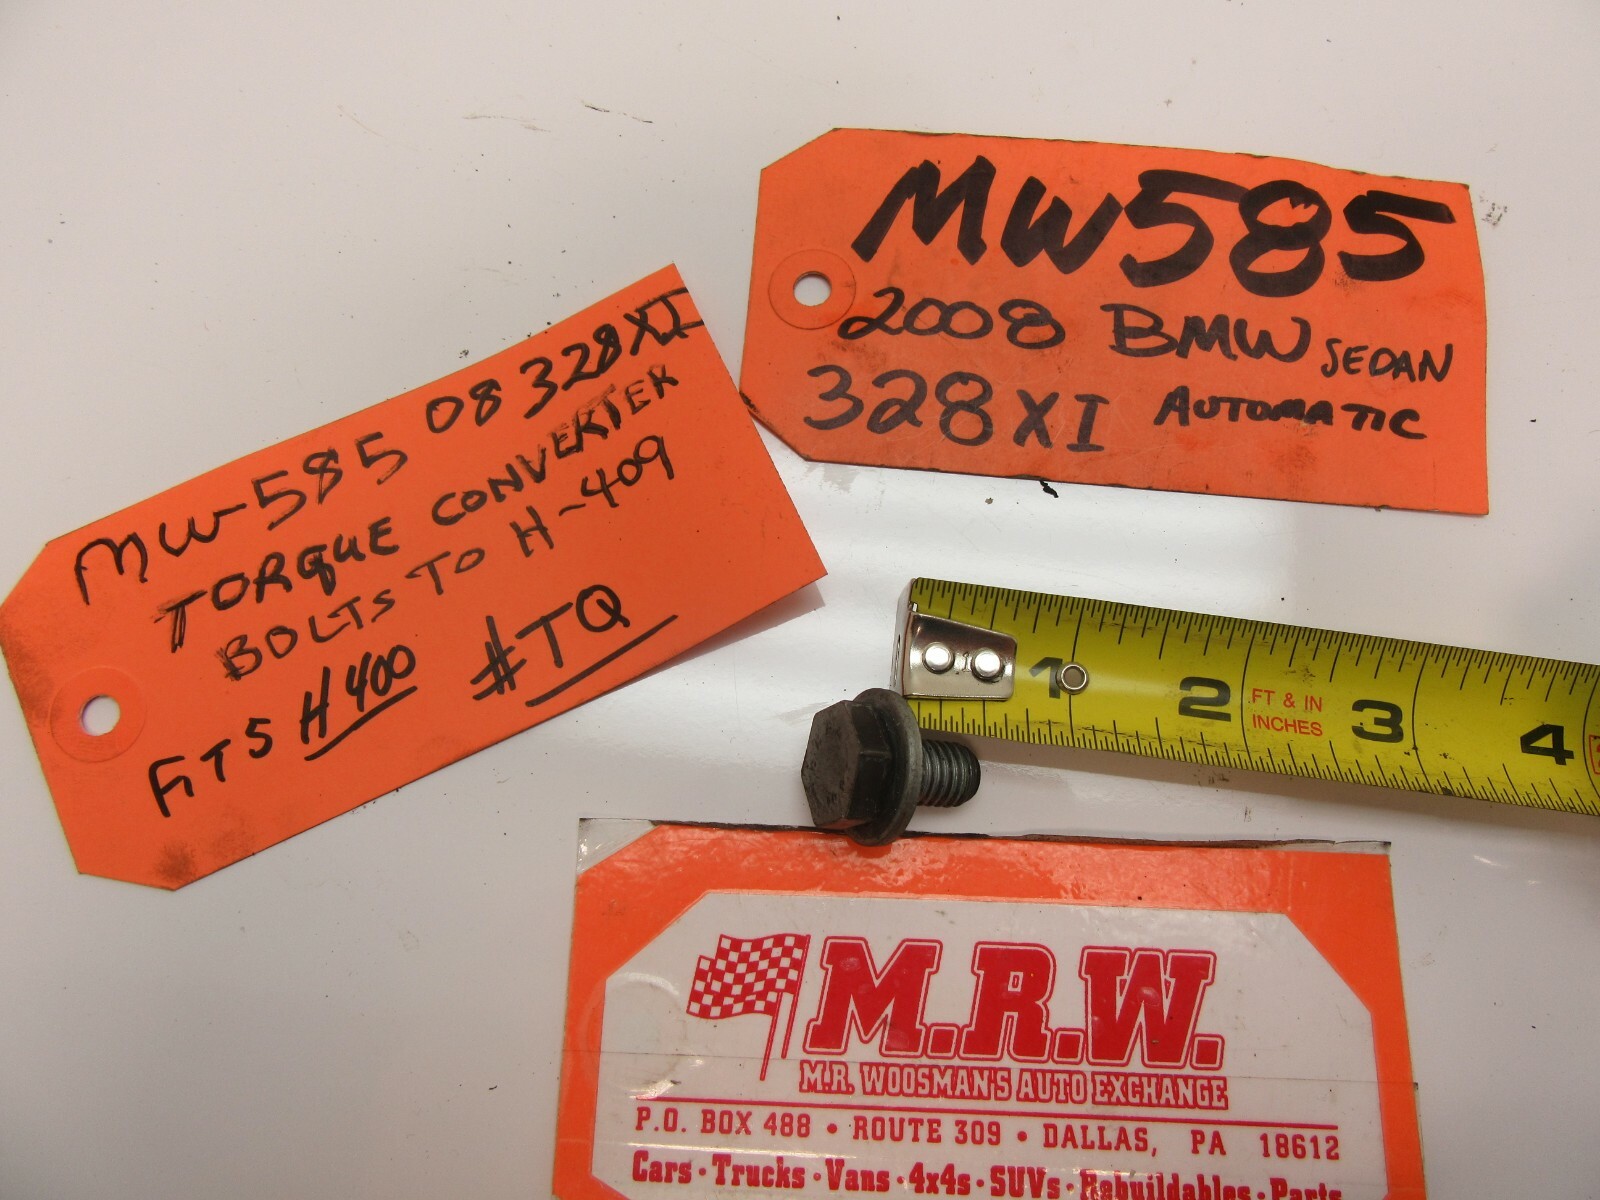 MW585
2008 BMW SEDAN
328XI AUTOMATIC
MW-585 08 328XI
TORQUE CONVERTER
BOLTS TO H-409
FITS H400 #TQ
1 2 FT & IN INCHES 3 4
M.R.W.
M.R. WOOSMAN'S AUTO EXCHANGE
P.O. BOX 488 • ROUTE 309 • DALLAS, PA 18612
Cars • Trucks • Vans • 4x4s • SUVs • Rebuildables • Parts